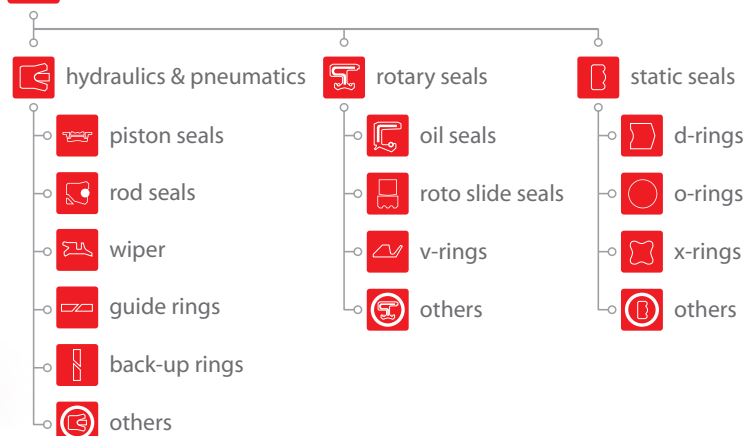 hydraulics & pneumatics
piston seals
rod seals
wiper
guide rings
back-up rings
others
rotary seals
oil seals
roto slide seals
v-rings
others
static seals
d-rings
o-rings
x-rings
others